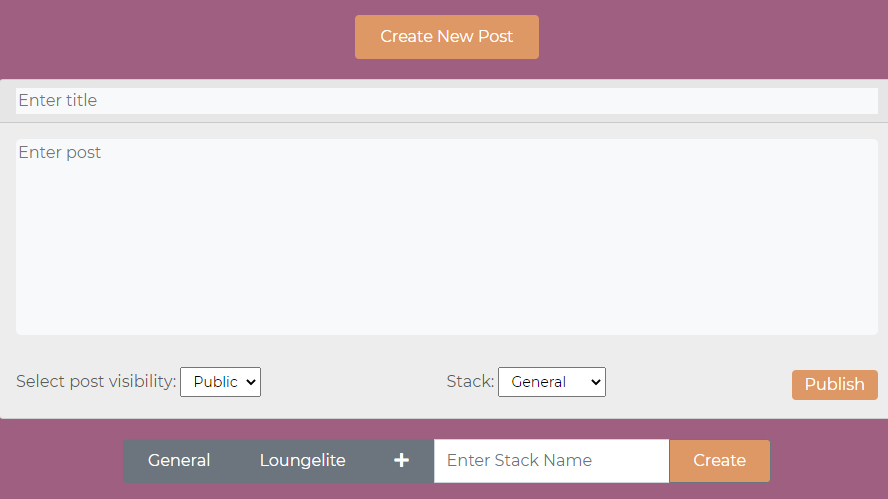 Create New Post
Enter title
Enter post
Select post visibility: Public Stack: General Publish
General Loungelite + Enter Stack Name Create